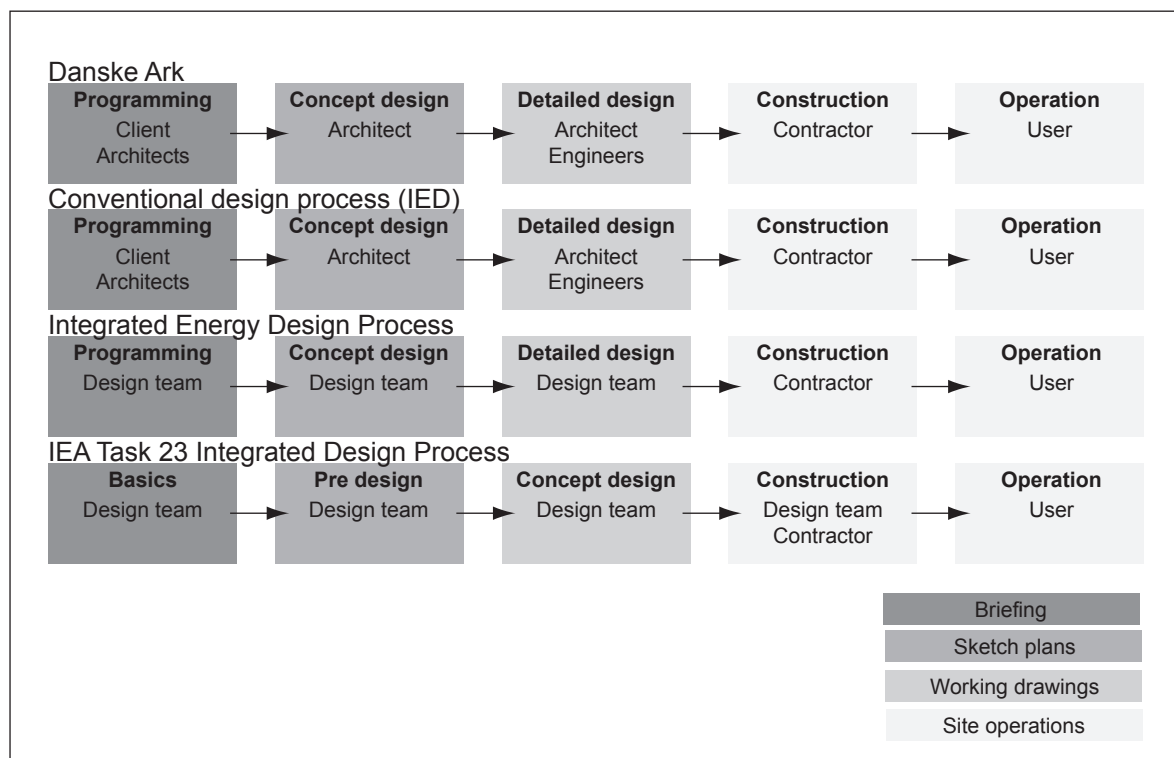 Danske Ark
Programming
Client
Architects
Concept design
Architect
Detailed design
Architect
Engineers
Construction
Contractor
Operation
User
Conventional design process (IED)
Programming
Client
Architects
Concept design
Architect
Detailed design
Architect
Engineers
Construction
Contractor
Operation
User
Integrated Energy Design Process
Programming
Design team
Concept design
Design team
Detailed design
Design team
Construction
Contractor
Operation
User
IEA Task 23 Integrated Design Process
Basics
Design team
Pre design
Design team
Concept design
Design team
Construction
Design team
Contractor
Operation
User
Briefing
Sketch plans
Working drawings
Site operations